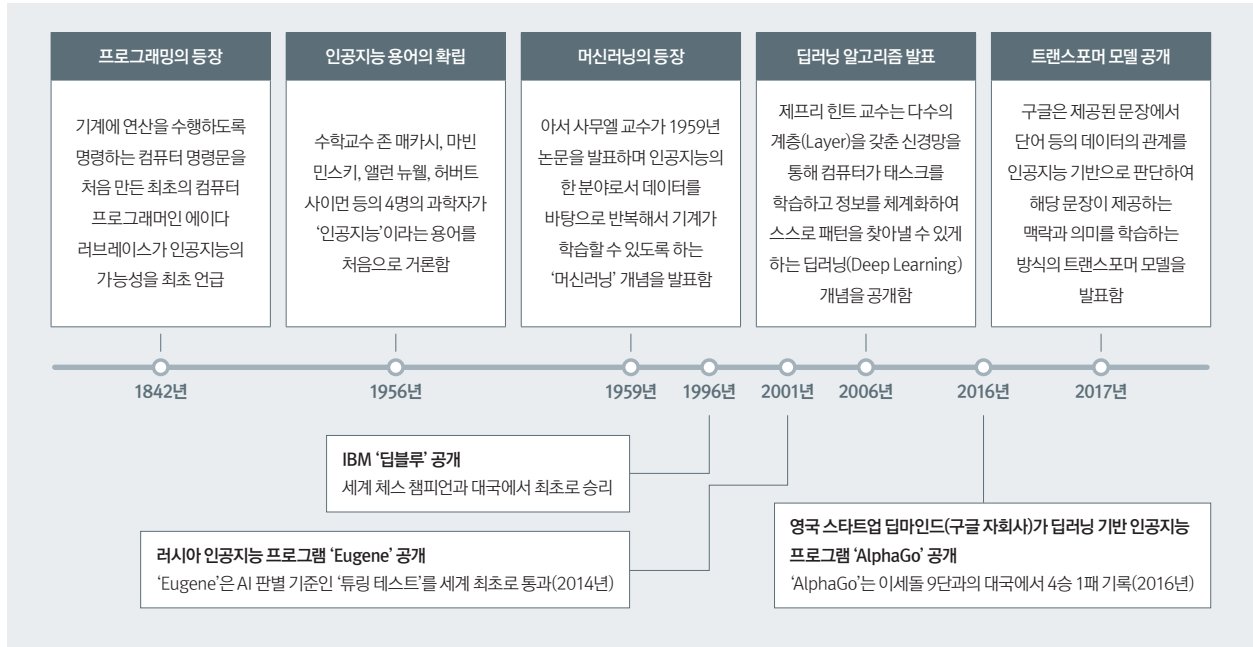 프로그래밍의 등장
기계에 연산을 수행하도록
명령하는 컴퓨터 명령문을
처음 만든 최초의 컴퓨터
프로그래머인 에이다
러브레이스가 인공지능의
가능성을 최초 언급
인공지능 용어의 확립
수학교수 존 매카시, 마빈
민스키, 앨런 뉴웰, 허버트
사이먼 등의 4명의 과학자가
‘인공지능’이라는 용어를
처음으로 거론함
머신러닝의 등장
아서 사무엘 교수가 1959년
논문을 발표하며 인공지능의
한 분야로서 데이터를
바탕으로 반복해서 기계가
학습할 수 있도록 하는
‘머신러닝’ 개념을 발표함
딥러닝 알고리즘 발표
제프리 힌트 교수는 다수의
계층(Layer)을 갖춘 신경망을
통해 컴퓨터가 태스크를
학습하고 정보를 체계화하여
스스로 패턴을 찾아낼 수 있게
하는 딥러닝(Deep Learning)
개념을 공개함
트랜스포머 모델 공개
구글은 제공된 문장에서
단어 등의 데이터의 관계를
인공지능 기반으로 판단하여
해당 문장이 제공하는
맥락과 의미를 학습하는
방식의 트랜스포머 모델을
발표함
1842년
1956년
1959년
1996년
2001년
2006년
2016년
2017년
IBM ‘딥블루’ 공개
세계 체스 챔피언과 대국에서 최초로 승리
러시아 인공지능 프로그램 ‘Eugene’ 공개
‘Eugene’은 AI 판별 기준인 ‘튜링 테스트’를 세계 최초로 통과(2014년)
영국 스타트업 딥마인드(구글 자회사)가 딥러닝 기반 인공지능
프로그램 ‘AlphaGo’ 공개
‘AlphaGo’는 이세돌 9단과의 대국에서 4승 1패 기록(2016년)